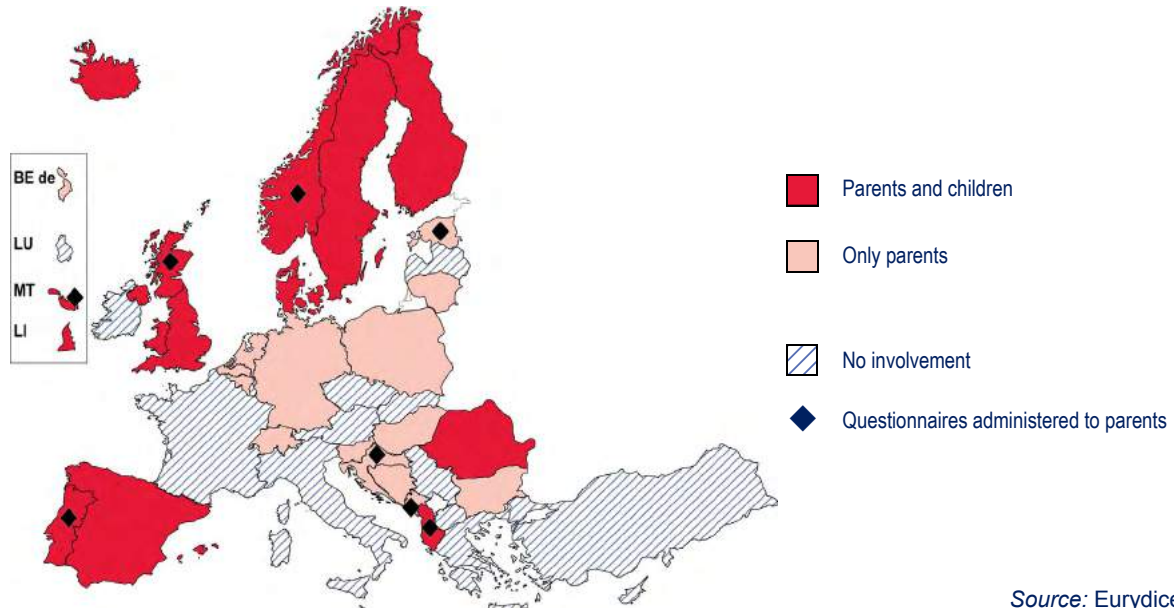 BE de
LU
MT
LI
Parents and children
Only parents
No involvement
Questionnaires administered to parents
Source: Eurydice